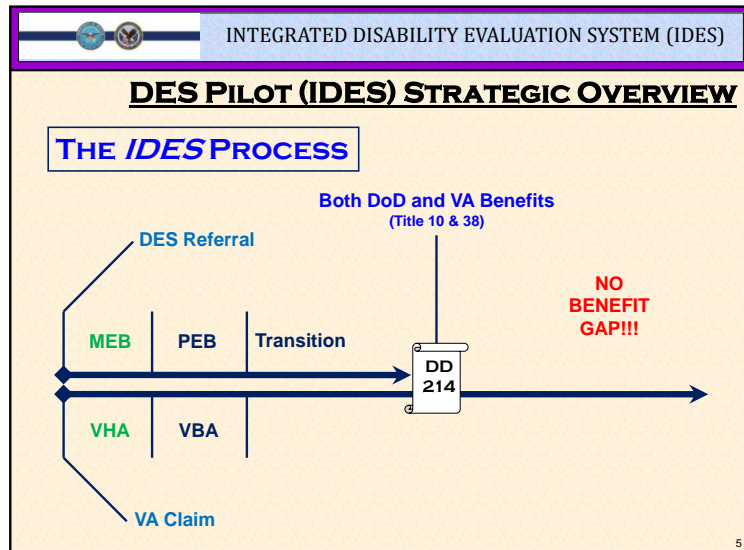 INTEGRATED DISABILITY EVALUATION SYSTEM (IDES)
DES PILOT (IDES) STRATEGIC OVERVIEW
THE IDES PROCESS
Both DoD and VA Benefits
(Title 10 & 38)
DES Referral
NO
BENEFIT
GAP!!!
MEB PEB Transition
DD
214
VHA VBA
VA Claim
5